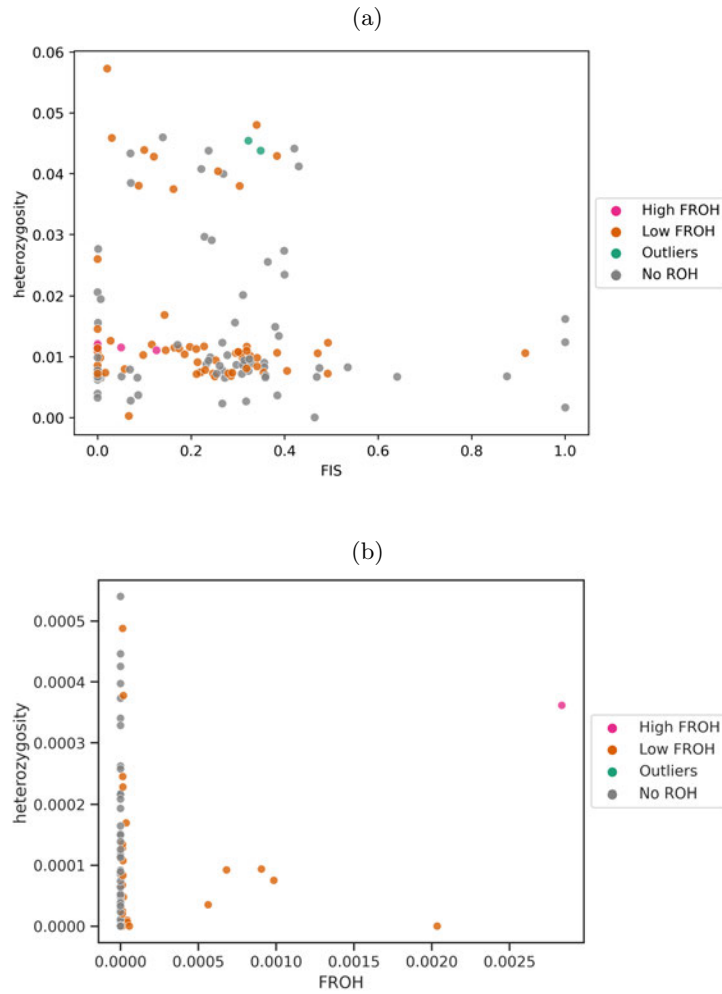 (a)
0.06
0.05
0.04
0.03
0.02
0.01
0.00
heterozygosity
0.0 0.2 0.4 0.6 0.8 1.0
FIS
High FROH
Low FROH
Outliers
No ROH
(b)
0.0005
0.0004
0.0003
0.0002
0.0001
0.0000
heterozygosity
0.0000 0.0005 0.0010 0.0015 0.0020 0.0025
FROH
High FROH
Low FROH
Outliers
No ROH